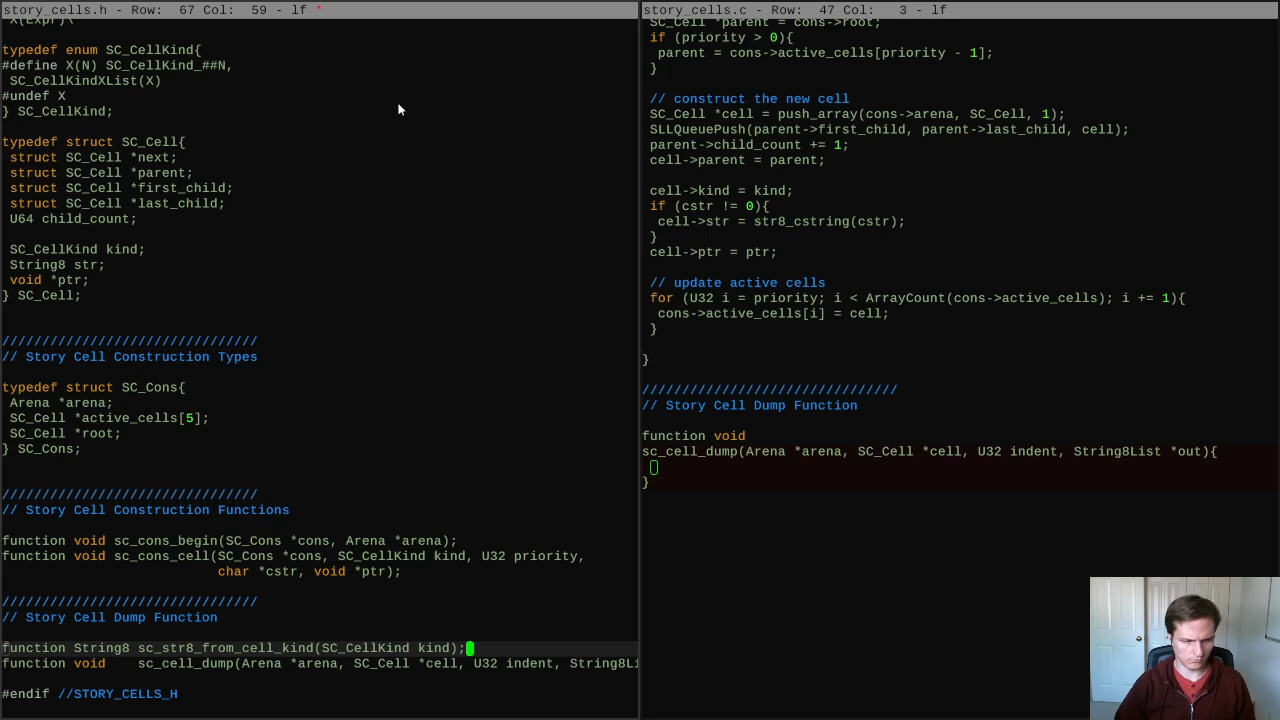 story_cells.h - Row:  67 Col:  59 - lf *
 X(Expr)\
typedef enum SC_CellKind{
#define X(N) SC_CellKind_##N,
 SC_CellKindXList(X)
#undef X
} SC_CellKind;
typedef struct SC_Cell{
 struct SC_Cell *next;
 struct SC_Cell *parent;
 struct SC_Cell *first_child;
 struct SC_Cell *last_child;
 U64 child_count;
 SC_CellKind kind;
 String8 str;
 void *ptr;
} SC_Cell;
////////////////////////////////
// Story Cell Construction Types
typedef struct SC_Cons{
 Arena *arena;
 SC_Cell *active_cells[5];
 SC_Cell *root;
} SC_Cons;
////////////////////////////////
// Story Cell Construction Functions
function void sc_cons_begin(SC_Cons *cons, Arena *arena);
function void sc_cons_cell(SC_Cons *cons, SC_CellKind kind, U32 priority,
                           char *cstr, void *ptr);
////////////////////////////////
// Story Cell Dump Function
function String8 sc_str8_from_cell_kind(SC_CellKind kind);
function void    sc_cell_dump(Arena *arena, SC_Cell *cell, U32 indent, String8Li
#endif //STORY_CELLS_H
story_cells.c - Row:  47 Col:   3 - lf
 SC_Cell *parent = cons->root;
 if (priority > 0){
  parent = cons->active_cells[priority - 1];
 }
 // construct the new cell
 SC_Cell *cell = push_array(cons->arena, SC_Cell, 1);
 SLLQueuePush(parent->first_child, parent->last_child, cell);
 parent->child_count += 1;
 cell->parent = parent;
 cell->kind = kind;
 if (cstr != 0){
  cell->str = str8_cstring(cstr);
 }
 cell->ptr = ptr;
 // update active cells
 for (U32 i = priority; i < ArrayCount(cons->active_cells); i += 1){
  cons->active_cells[i] = cell;
 }
}
////////////////////////////////
// Story Cell Dump Function
function void
sc_cell_dump(Arena *arena, SC_Cell *cell, U32 indent, String8List *out){
}